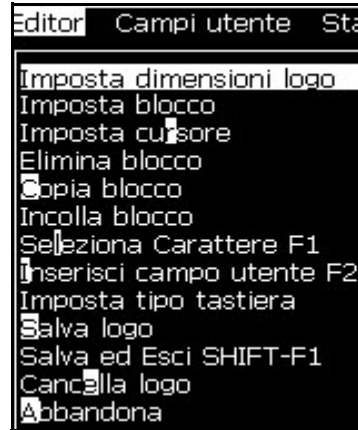 Editor Campi utente Sta
Imposta dimensioni logo
Imposta blocco
Imposta cursore
Elimina blocco
Copia blocco
Incolla blocco
Seleziona Carattere F1
Inserisci campo utente F2
Imposta tipo tastiera
Salva logo
Salva ed Esci SHIFT-F1
Cancella logo
Abbandona